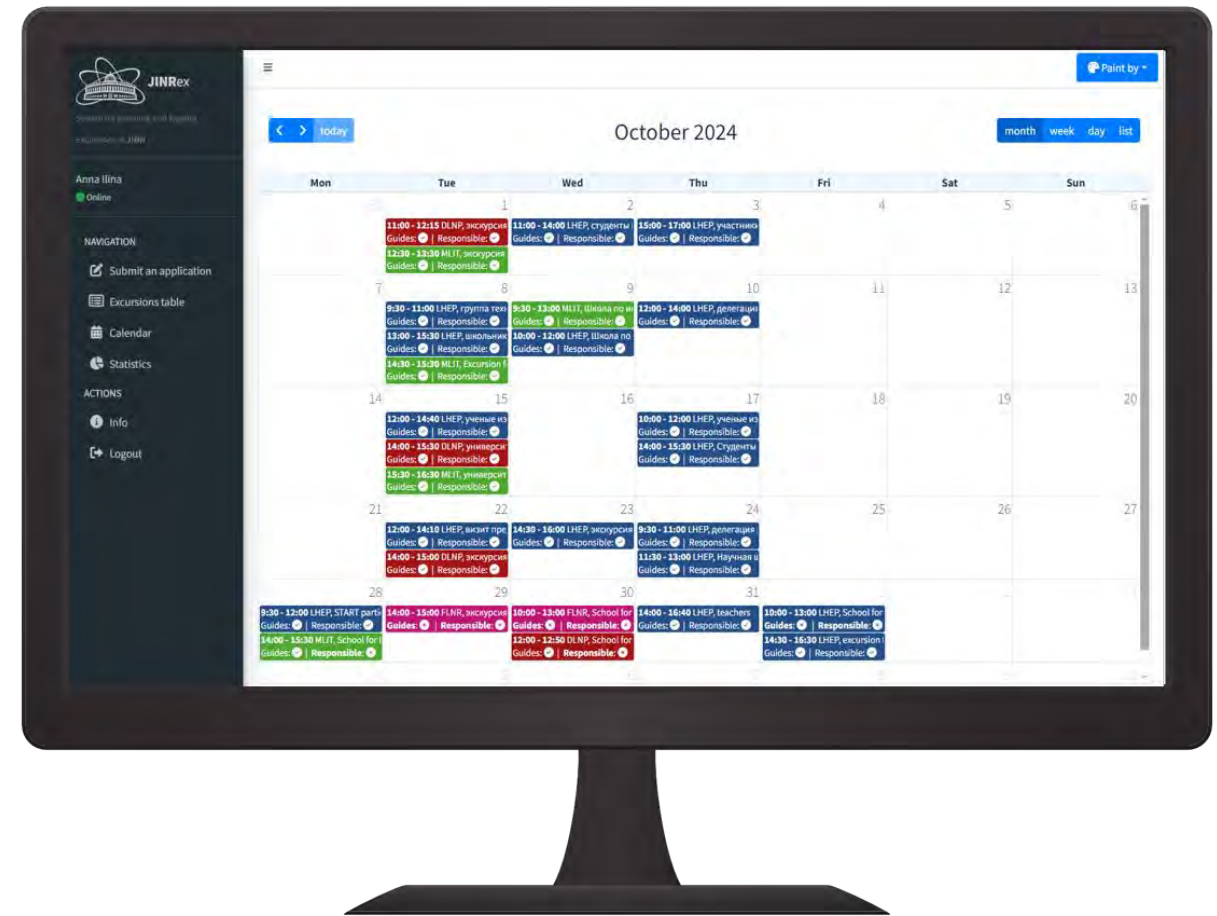 JINRex
System for planning and logging
excursions in JINR
Anna Ilina
Online
NAVIGATION
Submit an application
Excursions table
Calendar
Statistics
ACTIONS
Info
Logout
Paint by
today
October 2024
month week day list
Mon Tue Wed Thu Fri Sat Sun
1 2 3 4 5 6
11:00 - 12:15 DLNP, экскурсия
Guides: | Responsible:
12:30 - 13:30 MLIT, экскурсия
Guides: | Responsible:
11:00 - 14:00 LHEP, студенты
Guides: | Responsible:
15:00 - 17:00 LHEP, участник
Guides: | Responsible:
7 8 9 10 11 12 13
9:30 - 11:00 LHEP, группа тех
Guides: | Responsible:
13:00 - 15:30 LHEP, школьник
Guides: | Responsible:
14:30 - 15:30 MLIT, Excursion f
Guides: | Responsible:
9:30 - 13:00 MLIT, Школа по и
Guides: | Responsible:
10:00 - 12:00 LHEP, Школа по
Guides: | Responsible:
12:00 - 14:00 LHEP, делегаци
Guides: | Responsible:
14 15 16 17 18 19 20
12:00 - 14:40 LHEP, ученые из
Guides: | Responsible:
14:00 - 15:30 DLNP, универси
Guides: | Responsible:
15:30 - 16:30 MLIT, университ
Guides: | Responsible:
10:00 - 12:00 LHEP, ученые из
Guides: | Responsible:
14:00 - 15:30 LHEP, Студенты
Guides: | Responsible:
21 22 23 24 25 26 27
12:00 - 14:10 LHEP, визит пре
Guides: | Responsible:
14:00 - 15:00 DLNP, экскурсия
Guides: | Responsible:
14:30 - 16:00 LHEP, экскурсия
Guides: | Responsible:
9:30 - 11:00 LHEP, делегация
Guides: | Responsible:
11:30 - 13:00 LHEP, Научная ш
Guides: | Responsible:
28 29 30 31
9:30 - 12:00 LHEP, START parti
Guides: | Responsible:
14:00 - 15:30 MLIT, School for
Guides: | Responsible:
14:00 - 15:00 FLNR, экскурсия
Guides: | Responsible:
10:00 - 13:00 FLNR, School for
Guides: | Responsible:
12:00 - 12:50 DLNP, School for
Guides: | Responsible:
14:00 - 16:40 LHEP, teachers
Guides: | Responsible:
10:00 - 13:00 LHEP, School for
Guides: | Responsible:
14:30 - 16:30 LHEP, excursion
Guides: | Responsible: